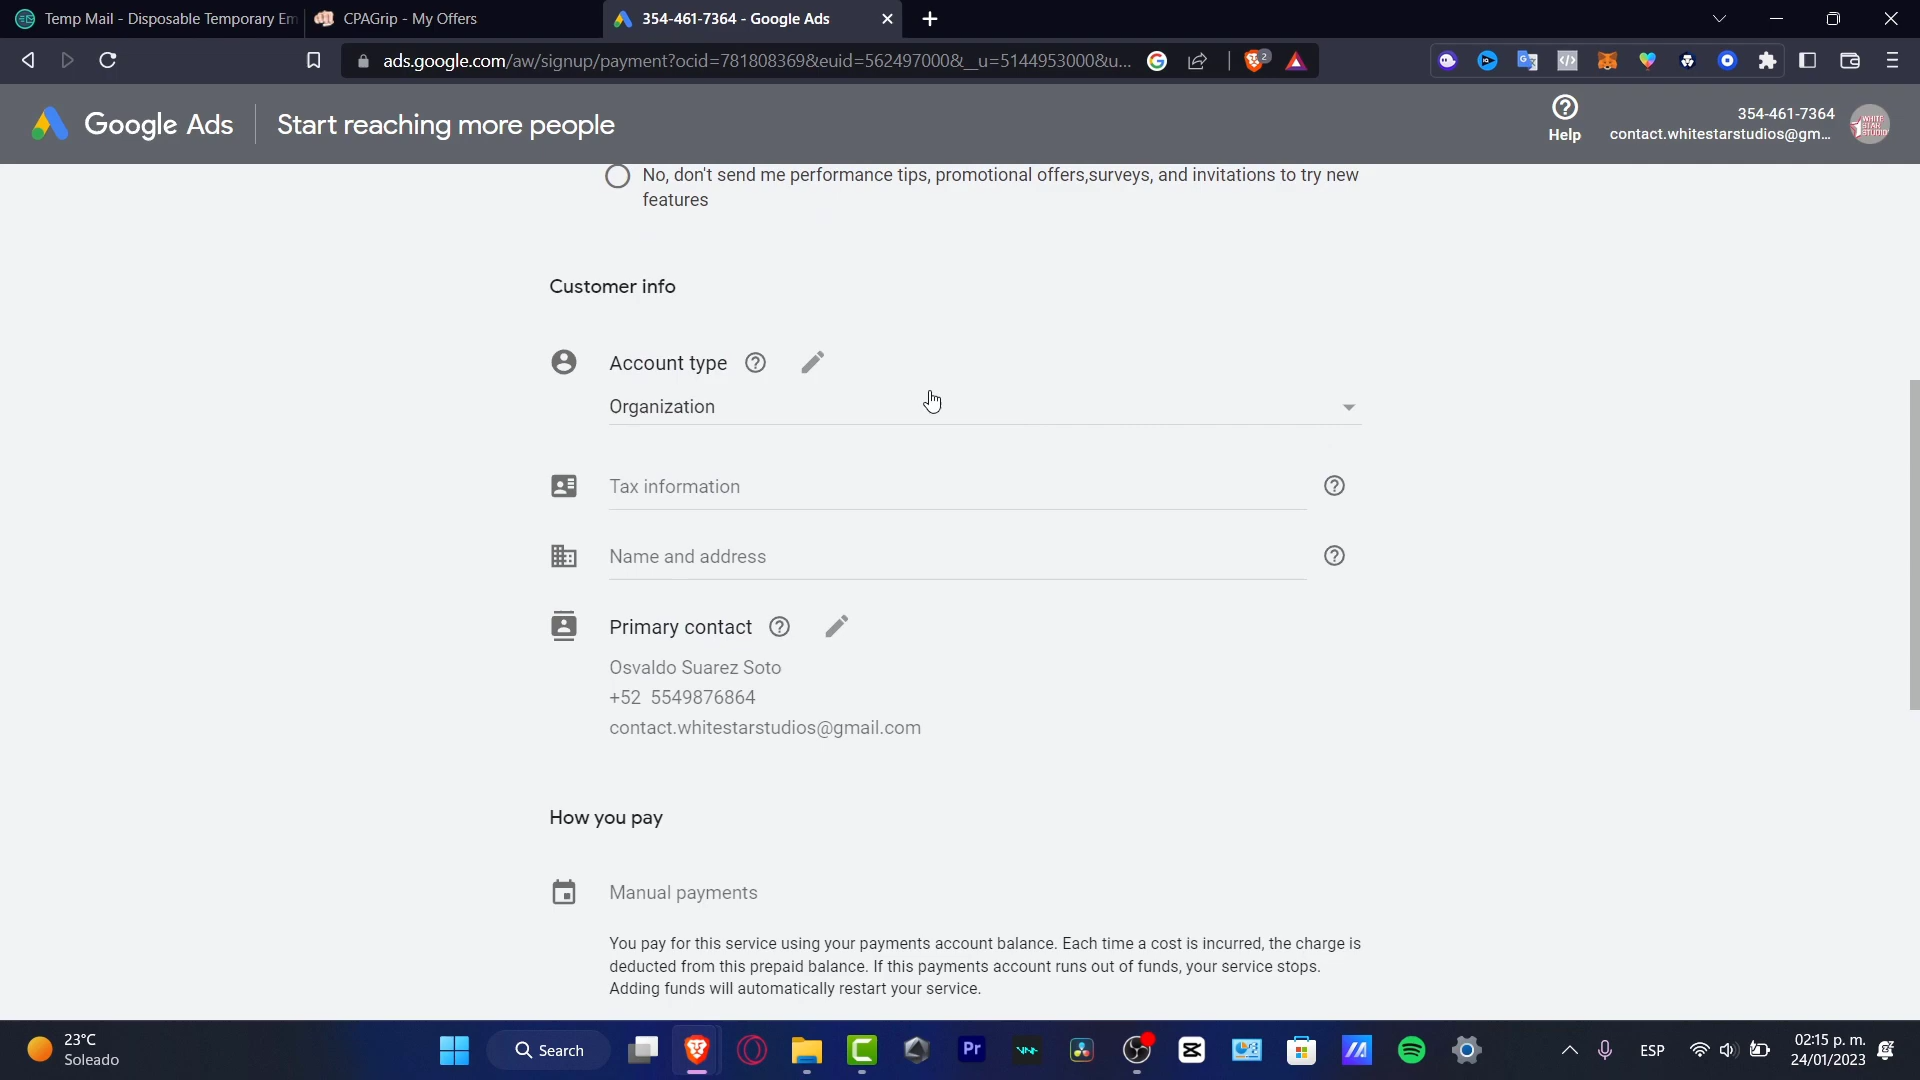 Temp Mail - Disposable Temporary Em
CPAGrip - My Offers
354-461-7364 - Google Ads
ads.google.com/aw/signup/payment?ocid=781808369&euid=562497000&__u=5144953000&u...
2
Google Ads
Start reaching more people
Help
354-461-7364
contact.whitestarstudios@gm...
WHITE STAR STUDIO
No, don't send me performance tips, promotional offers,surveys, and invitations to try new
features
Customer info
Account type
Organization
Tax information
Name and address
Primary contact
Osvaldo Suarez Soto
+52 5549876864
contact.whitestarstudios@gmail.com
How you pay
Manual payments
You pay for this service using your payments account balance. Each time a cost is incurred, the charge is
deducted from this prepaid balance. If this payments account runs out of funds, your service stops.
Adding funds will automatically restart your service.
23°C
Soleado
Search
Pr
ESP
02:15 p. m.
24/01/2023